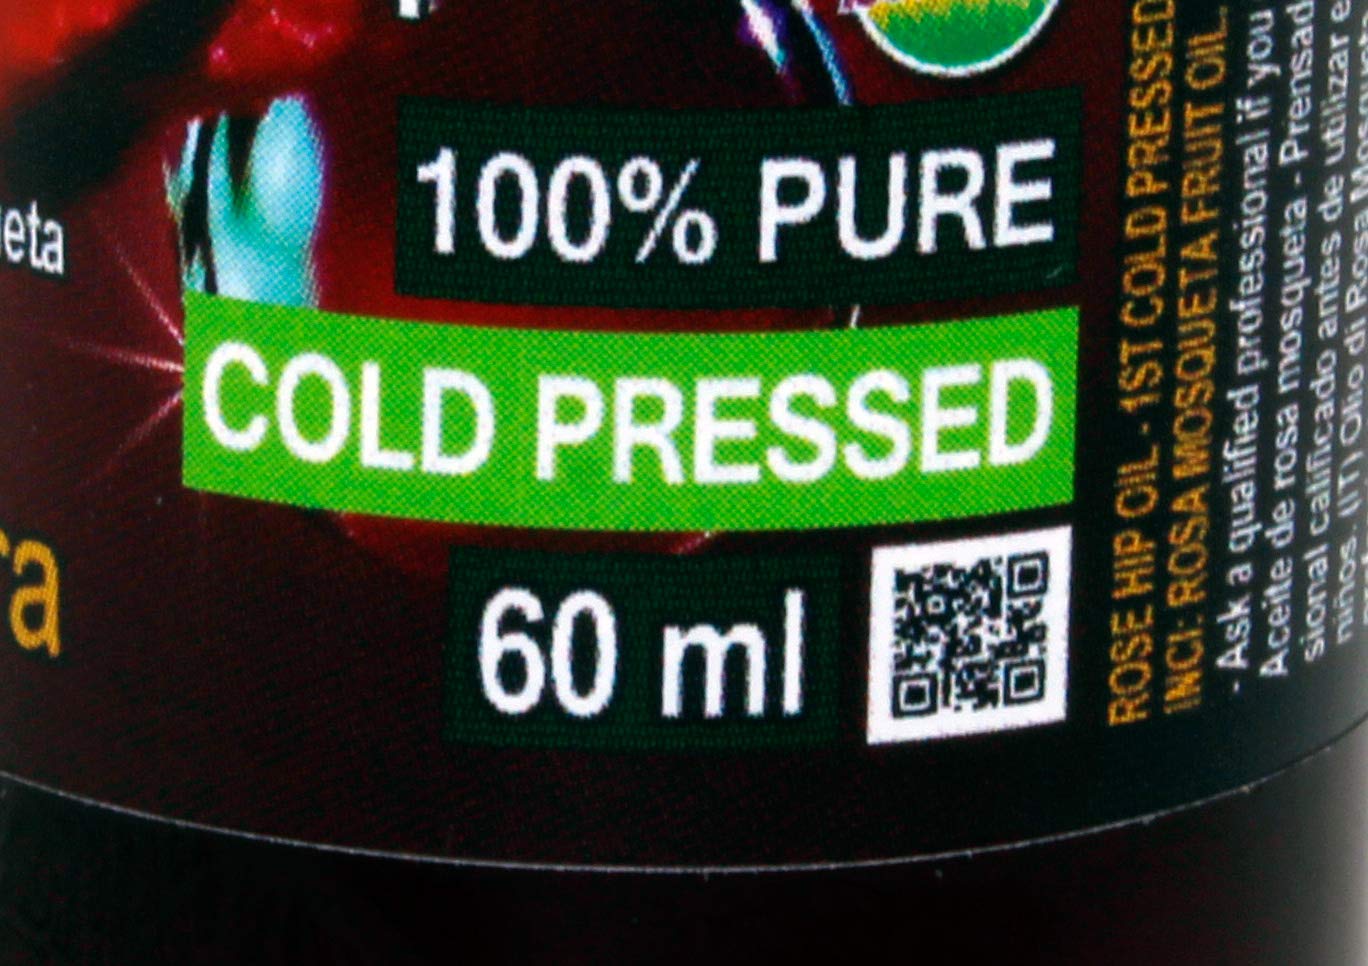 100% PURE
COLD PRESSED
60 ml
ROSE HIP OIL - 1ST COLD PRESSED
INCI: ROSA MOSQUETA FRUIT OIL.
- Ask a qualified professional if you
Aceite de rosa mosqueta - Prensad
sional calificado antes de utilizar e
niños. (IT) Olio di Rosa
eta
ra